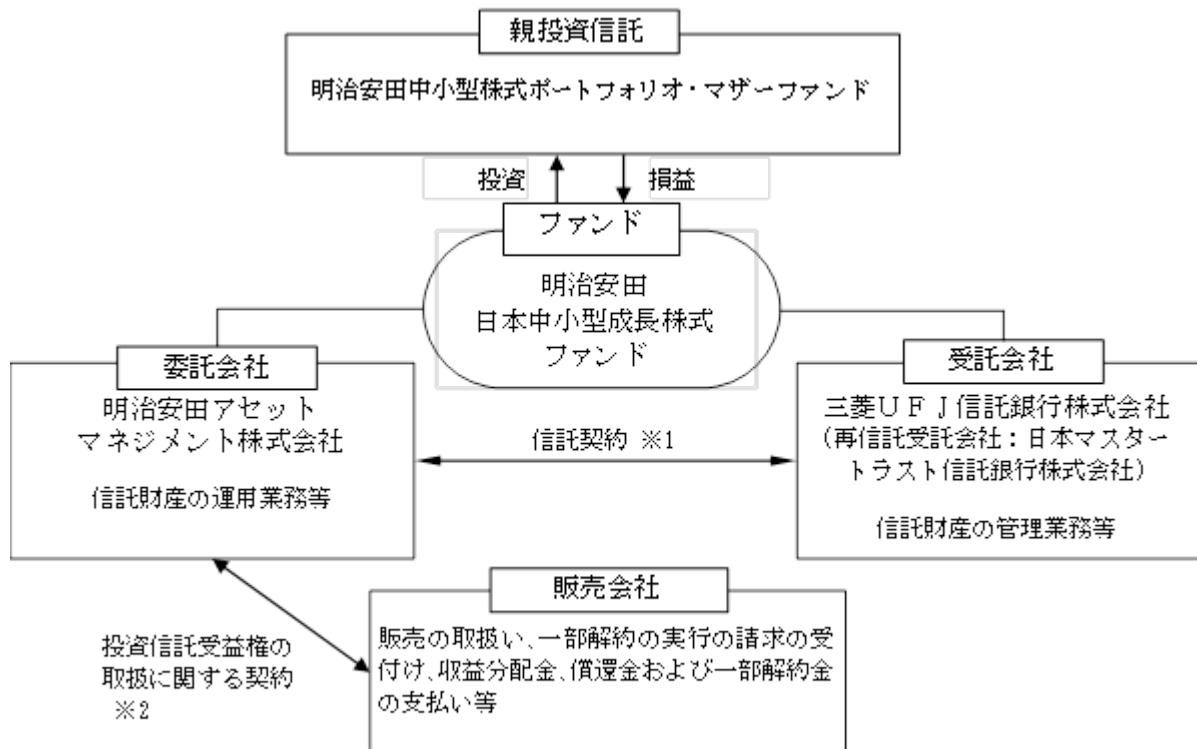 親投資信託
明治安田中小型株式ポートフォリオ・マザーファンド
投資
損益
ファンド
明治安田
日本中小型成長株式
ファンド
委託会社
明治安田アセット
マネジメント株式会社
信託財産の運用業務等
信託契約 ※1
受託会社
三菱ＵＦＪ信託銀行株式会社
（再信託受託会社：日本マスター
トラスト信託銀行株式会社）
信託財産の管理業務等
投資信託受益権の
取扱に関する契約
※2
販売会社
販売の取扱い、一部解約の実行の請求の受
付け、収益分配金、償還金および一部解約金
の支払い等